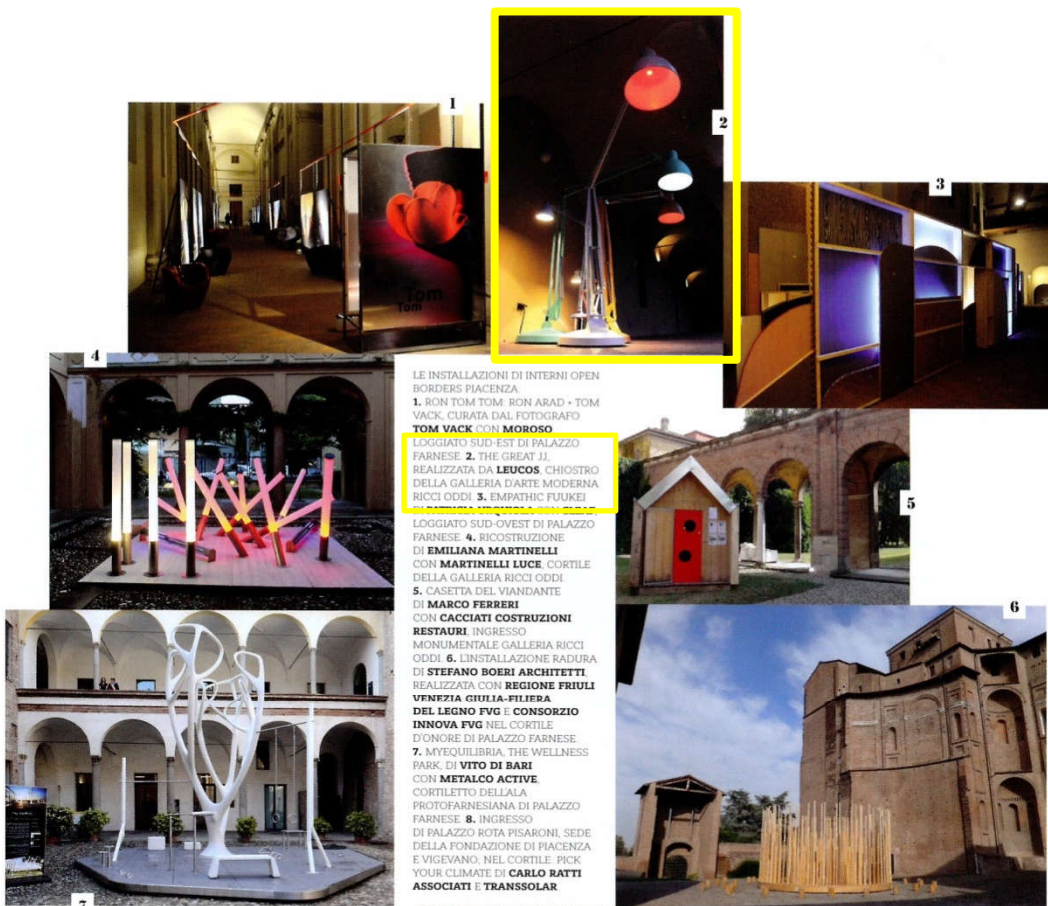 1
2
3
Tom
Tom
4
LE INSTALLAZIONI DI INTERNI OPEN
BORDERS PIACENZA
1. RON TOM TOM: RON ARAD + TOM
VACK, CURATA DAL FOTOGRAFO
TOM VACK CON MOROSO
LOGGIATO SUD-EST DI PALAZZO
FARNESE. 2. THE GREAT JJ,
REALIZZATA DA LEUCOS, CHIOSTRO
DELLA GALLERIA D'ARTE MODERNA
RICCI ODDI. 3. EMPATHIC FUUKEI
DI PATRICIA URQUIOLA CON
LOGGIATO SUD-OVEST DI PALAZZO
FARNESE. 4. RICOSTRUZIONE
DI EMILIANA MARTINELLI
CON MARTINELLI LUCE, CORTILE
DELLA GALLERIA RICCI ODDI.
5. CASETTA DEL VIANDANTE
DI MARCO FERRERI
CON CACCIATI COSTRUZIONI
RESTAURI, INGRESSO
MONUMENTALE GALLERIA RICCI
ODDI. 6. L'INSTALLAZIONE RADURA
DI STEFANO BOERI ARCHITETTI,
REALIZZATA CON REGIONE FRIULI
VENEZIA GIULIA-FILIERA
DEL LEGNO FVG E CONSORZIO
INNOVA FVG NEL CORTILE
D'ONORE DI PALAZZO FARNESE.
7. MYEQUILIBRIA, THE WELLNESS
PARK, DI VITO DI BARI
CON METALCO ACTIVE,
CORTILETTO DELL'ALA
PROTOFARNESIANA DI PALAZZO
FARNESE. 8. INGRESSO
DI PALAZZO ROTA PISARONI, SEDE
DELLA FONDAZIONE DI PIACENZA
E VIGEVANO, NEL CORTILE. PICK
YOUR CLIMATE DI CARLO RATTI
ASSOCIATI E TRANSSOLAR
5
6
7